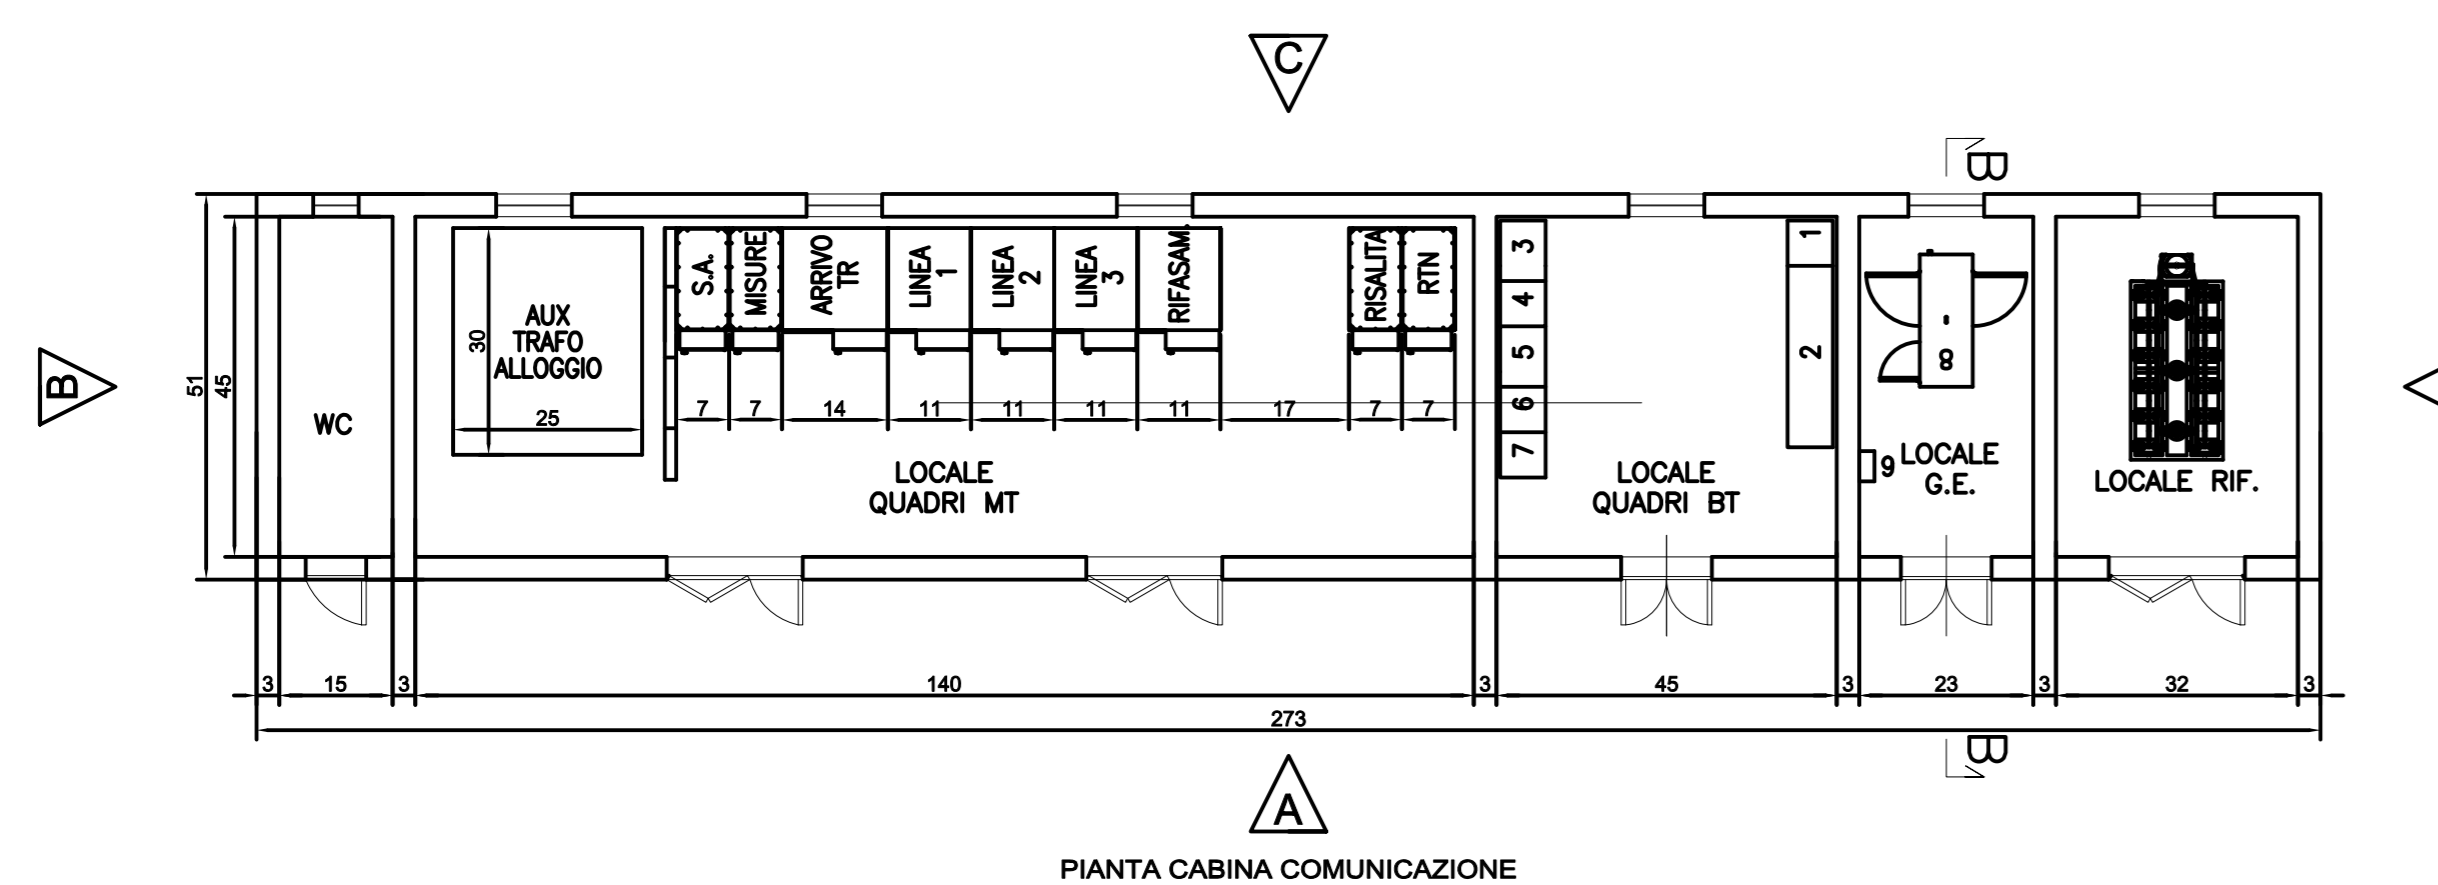 C
B
S.A.
MISURE
ARRIVO
TR
LINEA
1
LINEA
2
LINEA
3
RIFASAM.
RISALITA
RTN
3
4
5
6
7
1
2
8
9
AUX
TRAFO
ALLOGGIO
30
25
B
51
45
WC
7
7
14
11
11
11
11
17
7
7
LOCALE
QUADRI MT
LOCALE
QUADRI BT
LOCALE
G.E.
LOCALE RIF.
3
15
3
140
3
45
3
23
3
32
3
273
B
A
PIANTA CABINA COMUNICAZIONE